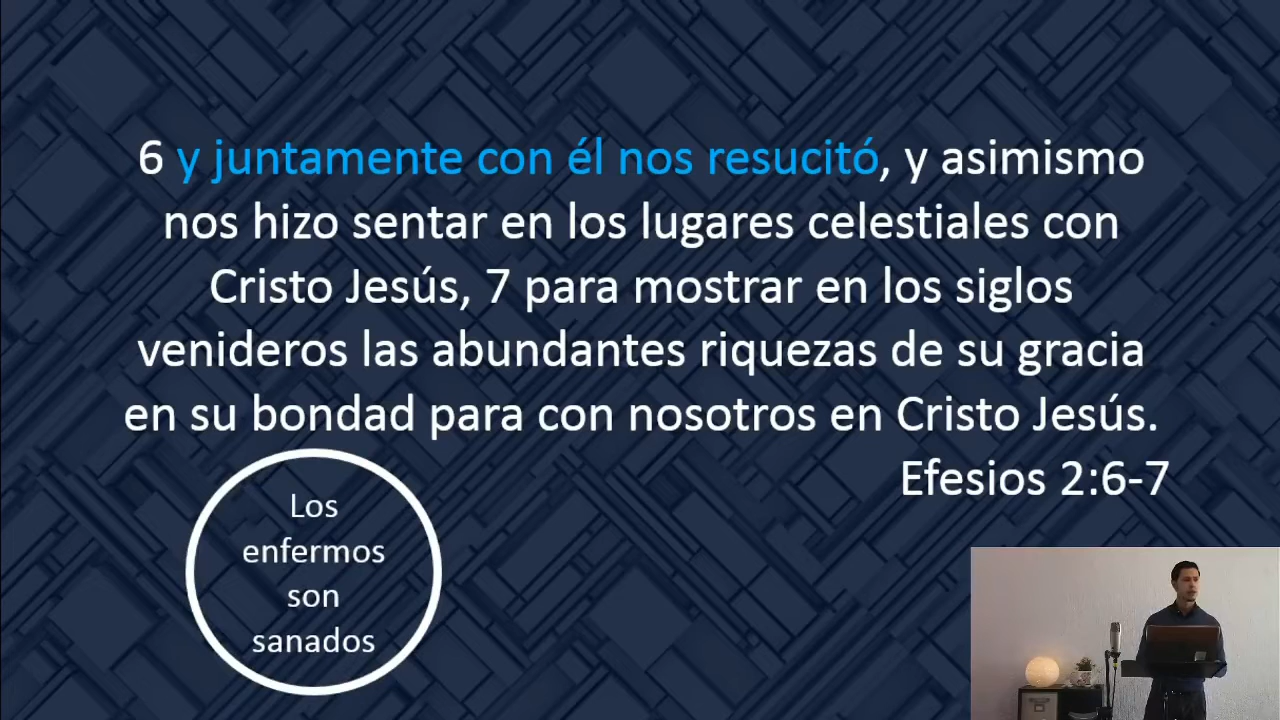 6 y juntamente con él nos resucitó, y asimismo
nos hizo sentar en los lugares celestiales con
Cristo Jesús, 7 para mostrar en los siglos
venideros las abundantes riquezas de su gracia
en su bondad para con nosotros en Cristo Jesús.
Efesios 2:6-7
Los
enfermos
son
sanados